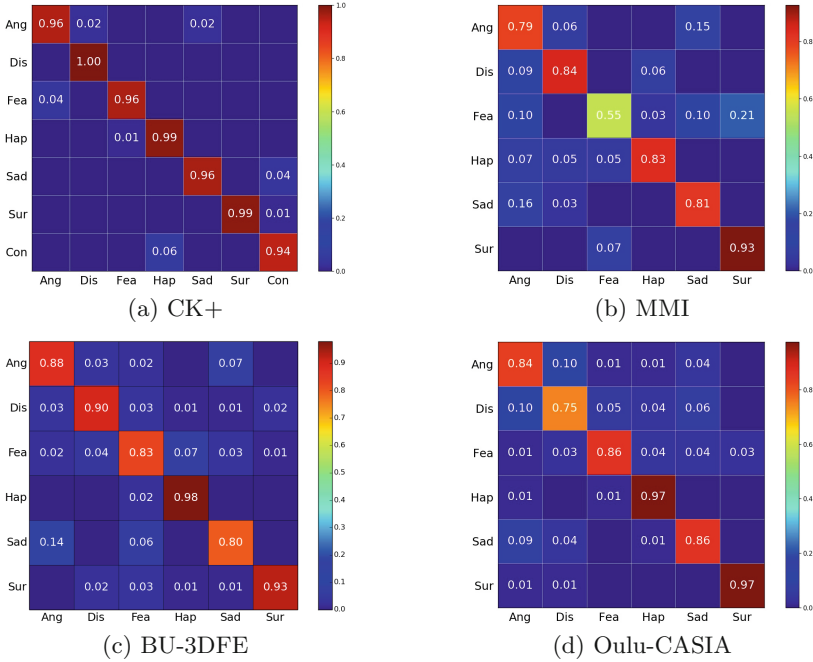 Ang 0.96 0.02 0.02
Dis 1.00
Fea 0.04 0.96
Hap 0.01 0.99
Sad 0.96 0.04
Sur 0.99 0.01
Con 0.06 0.94
Ang Dis Fea Hap Sad Sur Con
1.0
0.8
0.6
0.4
0.2
0.0
(a) CK+
Ang 0.79 0.06 0.15
Dis 0.09 0.84 0.06
Fea 0.10 0.55 0.03 0.10 0.21
Hap 0.07 0.05 0.05 0.83
Sad 0.16 0.03 0.81
Sur 0.07 0.93
Ang Dis Fea Hap Sad Sur
0.8
0.6
0.4
0.2
0.0
(b) MMI
Ang 0.88 0.03 0.02 0.07
Dis 0.03 0.90 0.03 0.01 0.01 0.02
Fea 0.02 0.04 0.83 0.07 0.03 0.01
Hap 0.02 0.98
Sad 0.14 0.06 0.80
Sur 0.02 0.03 0.01 0.01 0.93
Ang Dis Fea Hap Sad Sur
0.9
0.8
0.7
0.6
0.5
0.4
0.3
0.2
0.1
0.0
(c) BU-3DFE
Ang 0.84 0.10 0.01 0.01 0.04
Dis 0.10 0.75 0.05 0.04 0.06
Fea 0.01 0.03 0.86 0.04 0.04 0.03
Hap 0.01 0.01 0.97
Sad 0.09 0.04 0.01 0.86
Sur 0.01 0.01 0.97
Ang Dis Fea Hap Sad Sur
0.8
0.6
0.4
0.2
0.0
(d) Oulu-CASIA